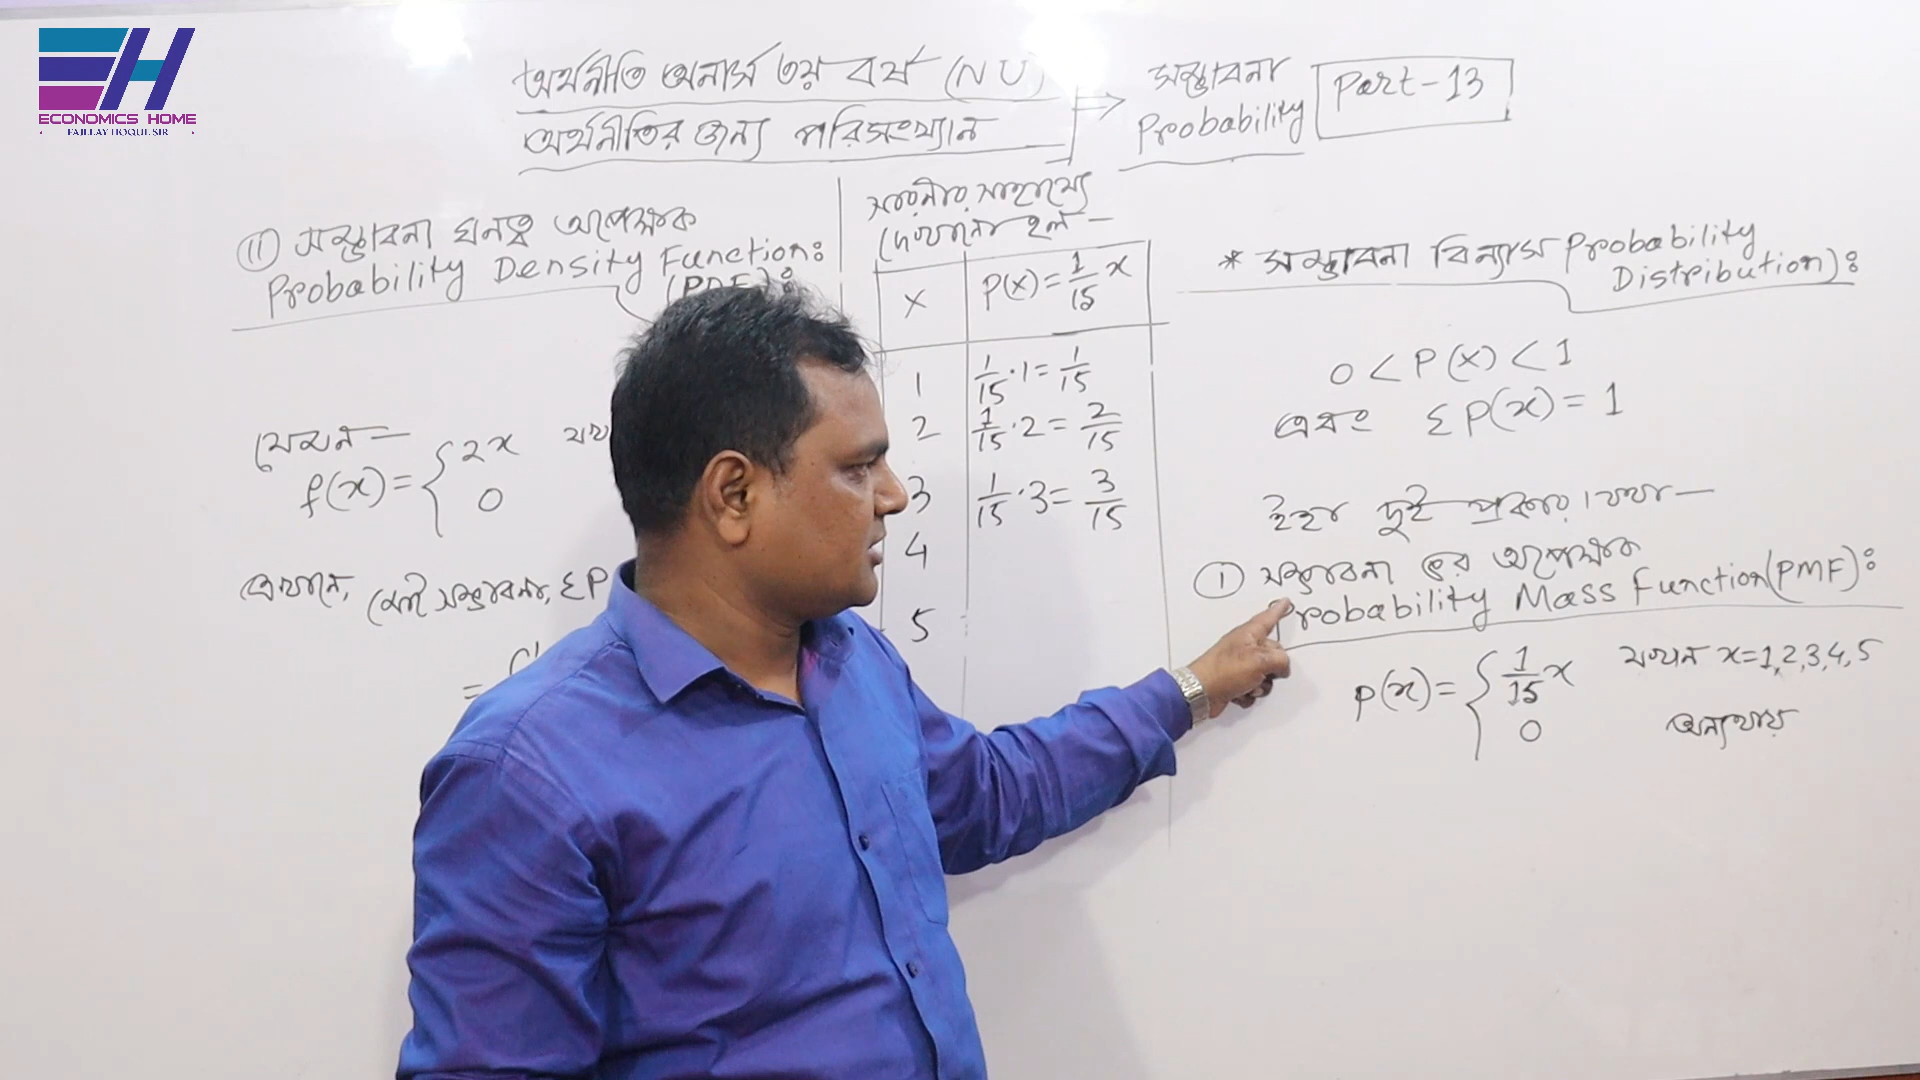 ECONOMICS HOME
FAJLLAY HOQUE SIR
অর্থনীতি অনার্স ৩য় বর্ষ (NU)
অর্থনীতির জন্য পরিসংখ্যান
সম্ভাবনা
Probability
Part-13
II সম্ভাবনা ঘনত্ব অপেক্ষক
Probability Density Function:
(PDF):
যেমন—
f(x)= { 2x
0
এখানে, মোট সম্ভাবনা, ΣP
=
সারনীর সাহায্যে
দেখানো হল—
X P(x)=1/15 x
1 1/15·1=1/15
2 1/15·2=2/15
3 1/15·3=3/15
4
5
* সম্ভাবনা বিন্যাস Probability
Distribution):
0<P(x)<1
এবং ΣP(x)=1
ইহা দুই প্রকার। যথা—
I সম্ভাবনা ভর অপেক্ষক
Probability Mass Function(PMF):
P(x)= { 1/15 x যখন x=1,2,3,4,5
0 অন্যথায়